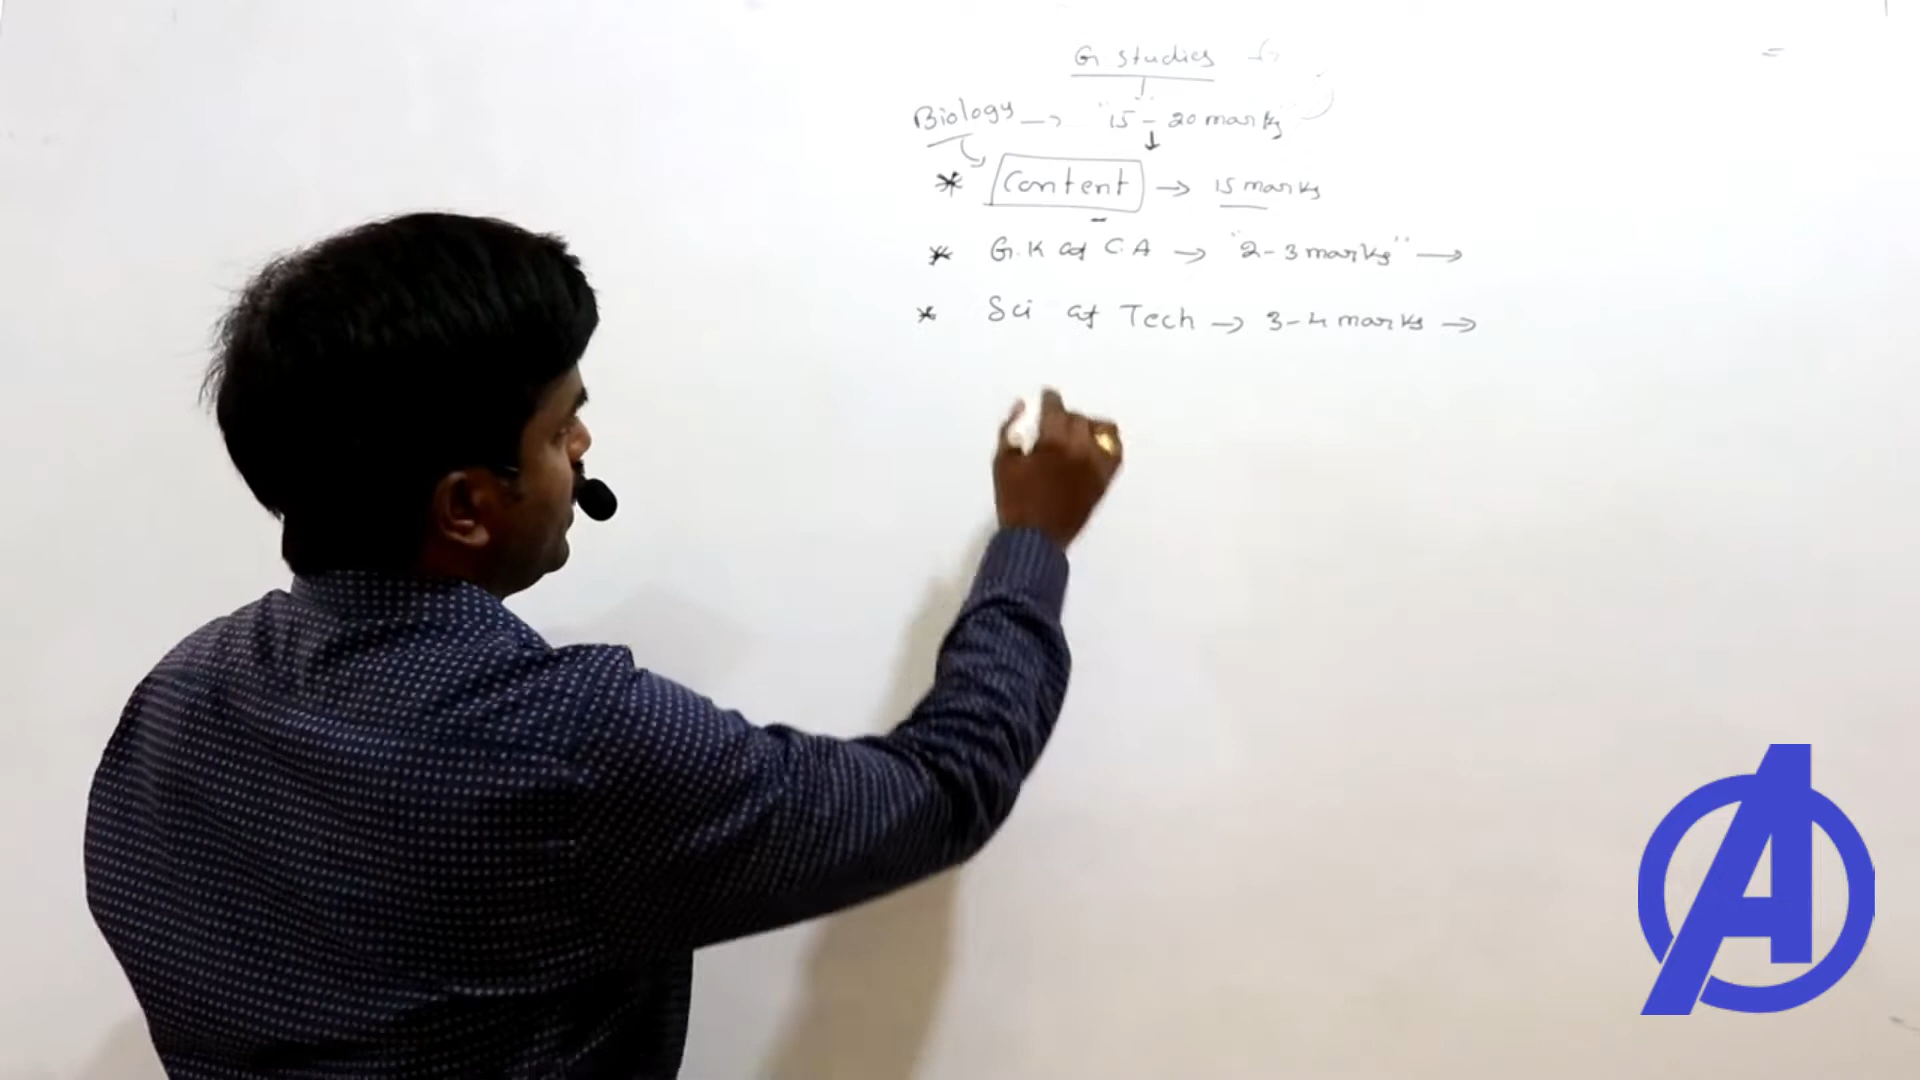 G studies →
Biology → "15" - 20 marks
* Content → 15 marks
* G.K & C.A → "2-3 marks" →
* Sci & Tech → 3-4 marks →
A